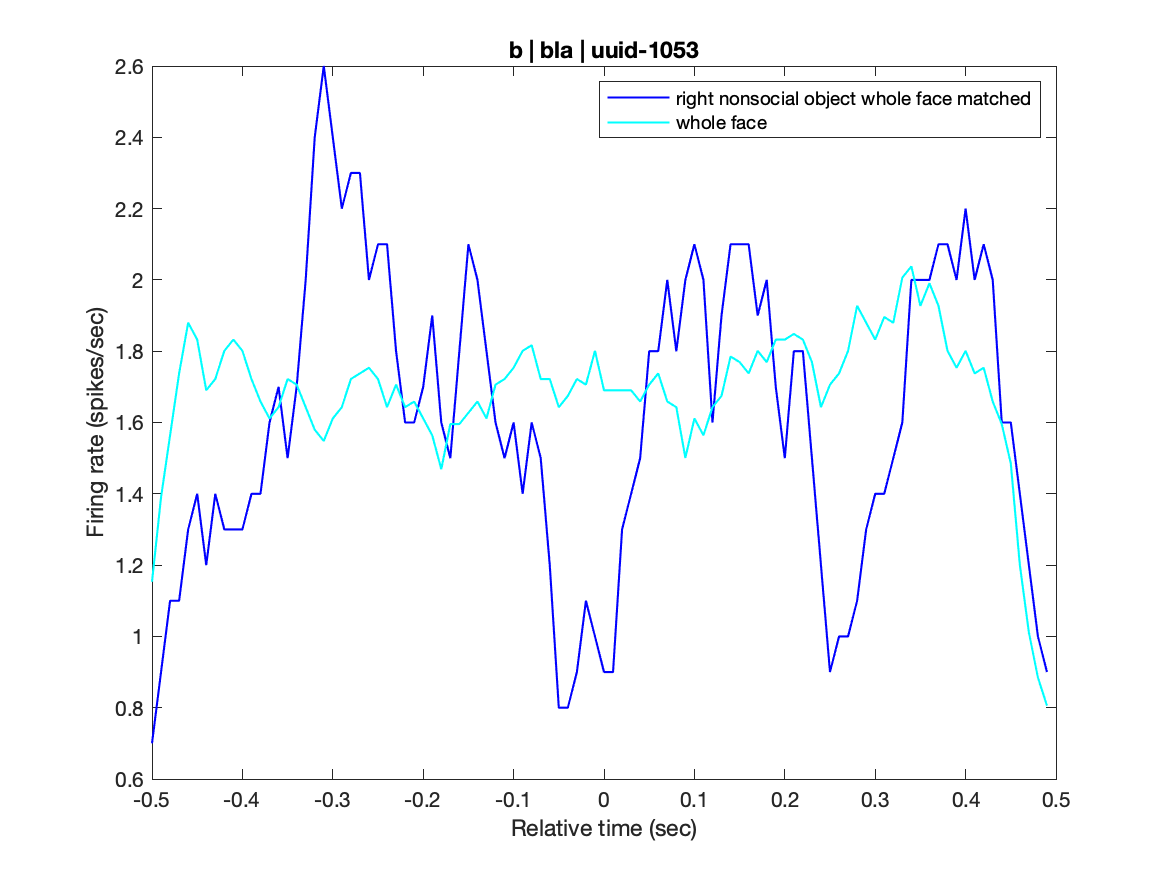 b | bla | uuid-1053
right nonsocial object whole face matched
whole face
Firing rate (spikes/sec)
2.6
2.4
2.2
2
1.8
1.6
1.4
1.2
1
0.8
0.6
-0.5 -0.4 -0.3 -0.2 -0.1 0 0.1 0.2 0.3 0.4 0.5
Relative time (sec)